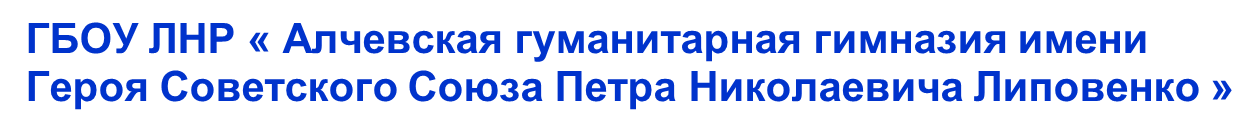 ГБОУ ЛНР « Алчевская гуманитарная гимназия имени
Героя Советского Союза Петра Николаевича Липовенко »